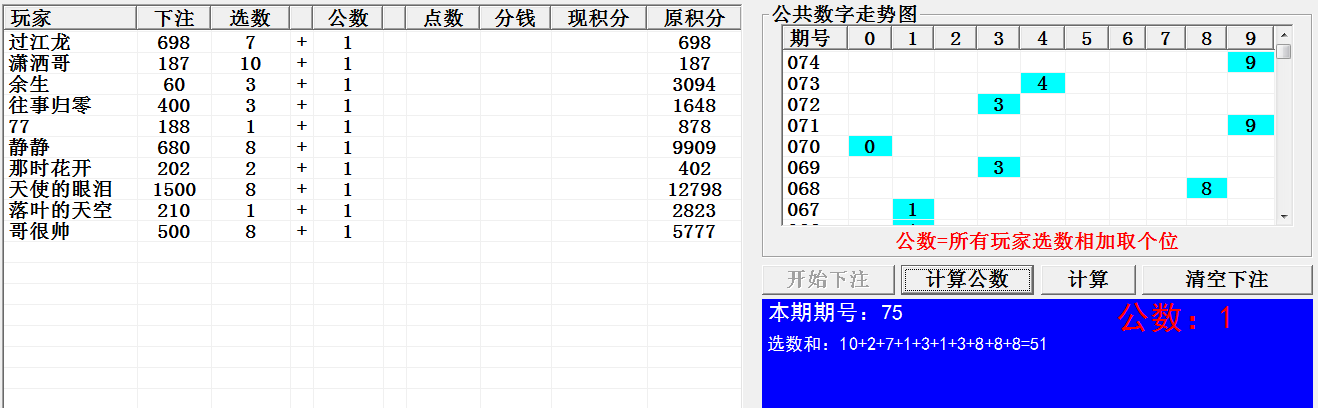 玩家 下注 选数 公数 点数 分钱 现积分 原积分
过江龙 698 7 + 1 698
潇洒哥 187 10 + 1 187
余生 60 3 + 1 3094
往事归零 400 3 + 1 1648
77 188 1 + 1 878
静静 680 8 + 1 9909
那时花开 202 2 + 1 402
天使的眼泪 1500 8 + 1 12798
落叶的天空 210 1 + 1 2823
哥很帅 500 8 + 1 5777
公共数字走势图
期号 0 1 2 3 4 5 6 7 8 9
074 9
073 4
072 3
071 9
070 0
069 3
068 8
067 1
公数=所有玩家选数相加取个位
开始下注 计算公数 计算 清空下注
本期期号：75 公数：1
选数和：10+2+7+1+3+1+3+8+8+8=51